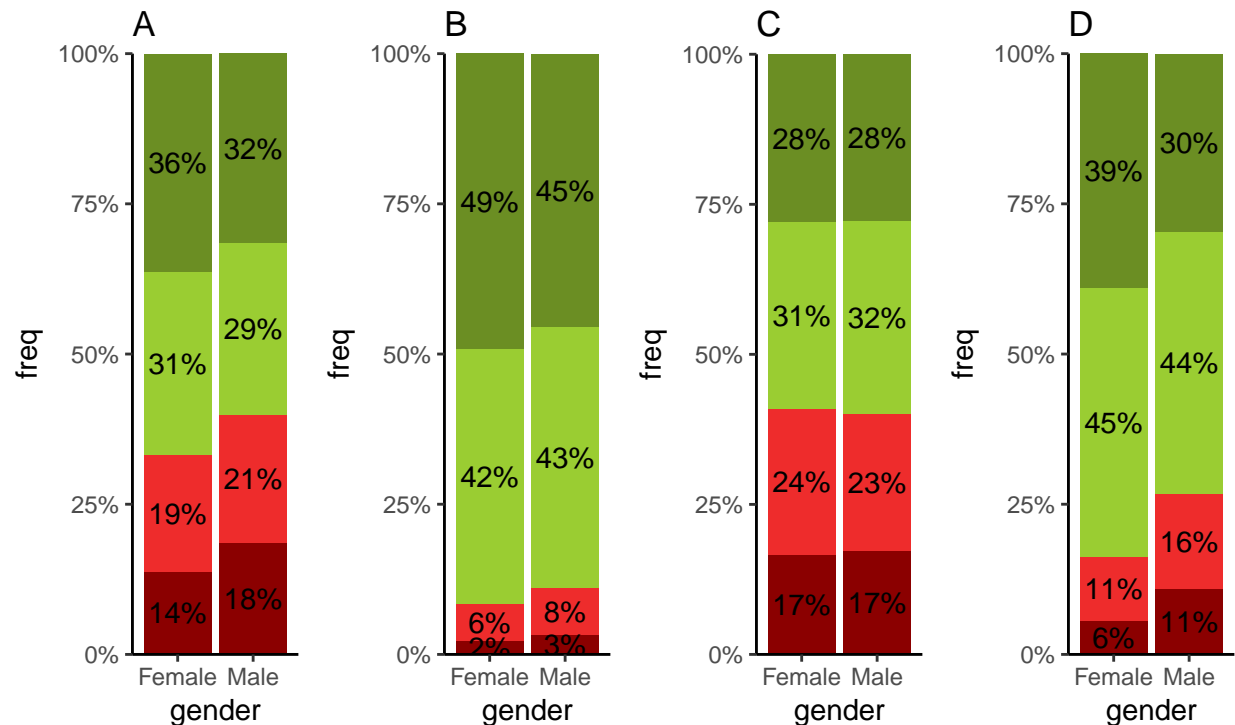 A
B
C
D
freq
100%
75%
50%
25%
0%
36%
31%
19%
14%
32%
29%
21%
18%
Female
Male
gender
freq
100%
75%
50%
25%
0%
49%
42%
6%
2%
45%
43%
8%
3%
Female
Male
gender
freq
100%
75%
50%
25%
0%
28%
31%
24%
17%
28%
32%
23%
17%
Female
Male
gender
freq
100%
75%
50%
25%
0%
39%
45%
11%
6%
30%
44%
16%
11%
Female
Male
gender